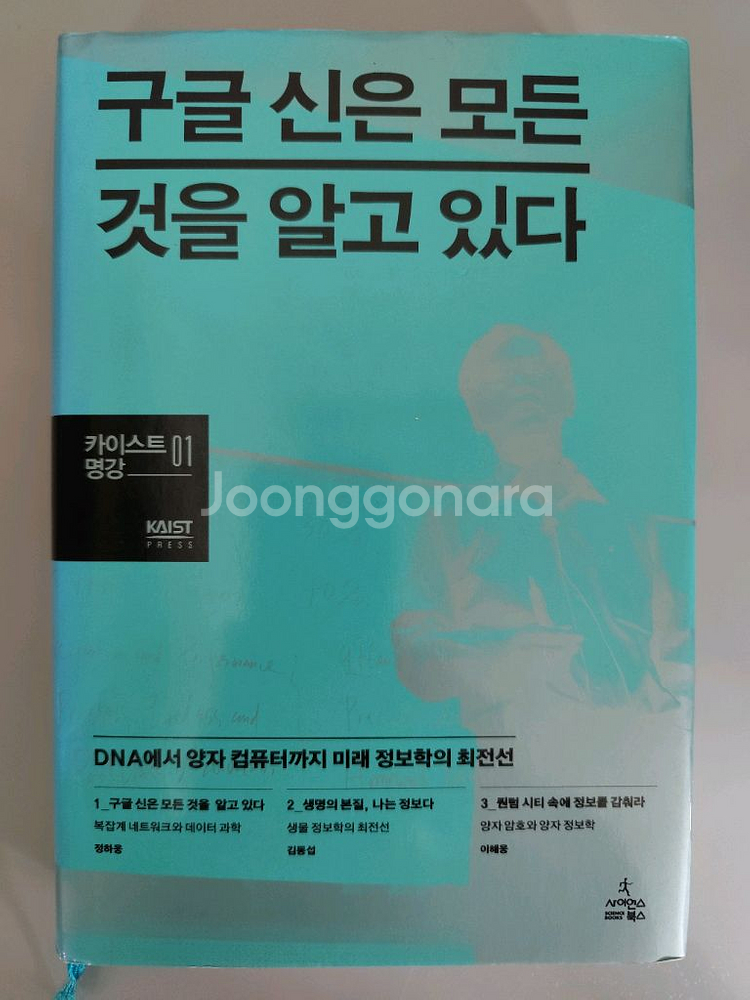 구글 신은 모든
것을 알고 있다
카이스트 01
명강
KAIST
PRESS
Joonggonara
DNA에서 양자 컴퓨터까지 미래 정보학의 최전선
1_구글 신은 모든 것을 알고 있다
복잡계 네트워크와 데이터 과학
정하웅
2_생명의 본질, 나는 정보다
생물 정보학의 최전선
김동섭
3_퀀텀 시티 속에 정보를 감춰라
양자 암호와 양자 정보학
이해웅
사이언스
SCIENCE BOOKS 북스